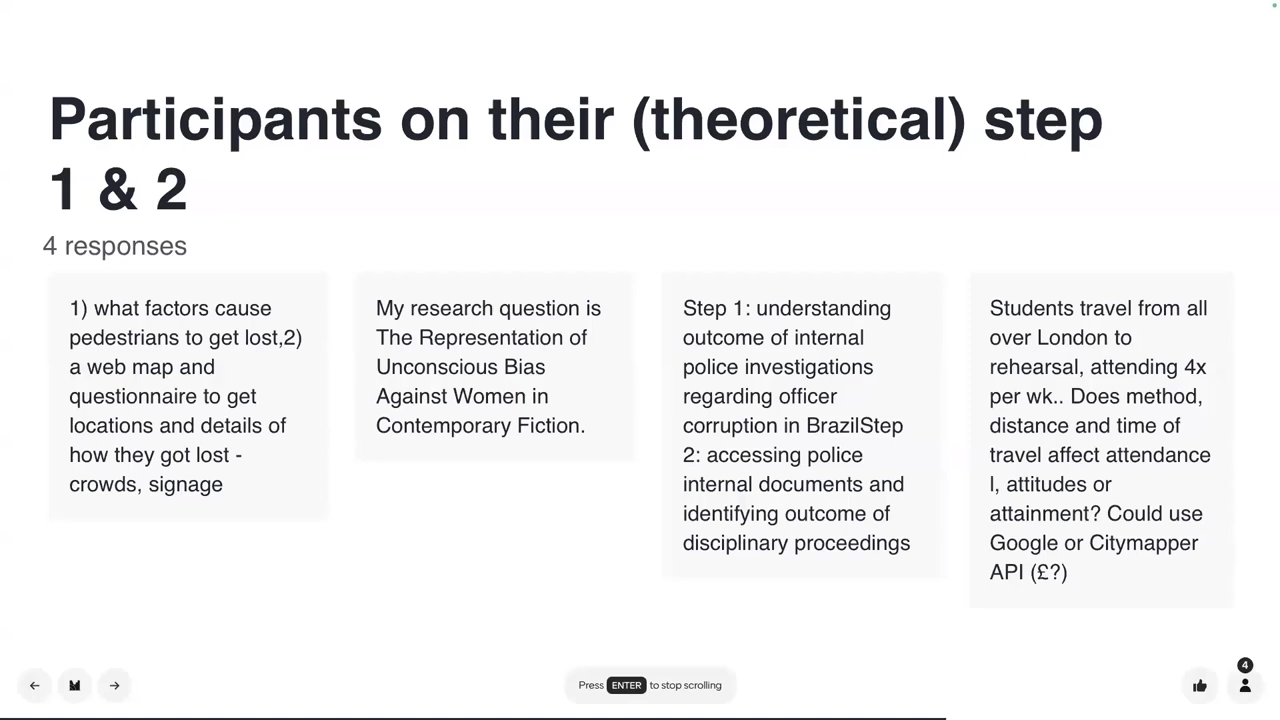 Participants on their (theoretical) step
1 & 2
4 responses
1) what factors cause
pedestrians to get lost,2)
a web map and
questionnaire to get
locations and details of
how they got lost -
crowds, signage
My research question is
The Representation of
Unconscious Bias
Against Women in
Contemporary Fiction.
Step 1: understanding
outcome of internal
police investigations
regarding officer
corruption in BrazilStep
2: accessing police
internal documents and
identifying outcome of
disciplinary proceedings
Students travel from all
over London to
rehearsal, attending 4x
per wk.. Does method,
distance and time of
travel affect attendance
l, attitudes or
attainment? Could use
Google or Citymapper
API (£?)
Press ENTER to stop scrolling
4